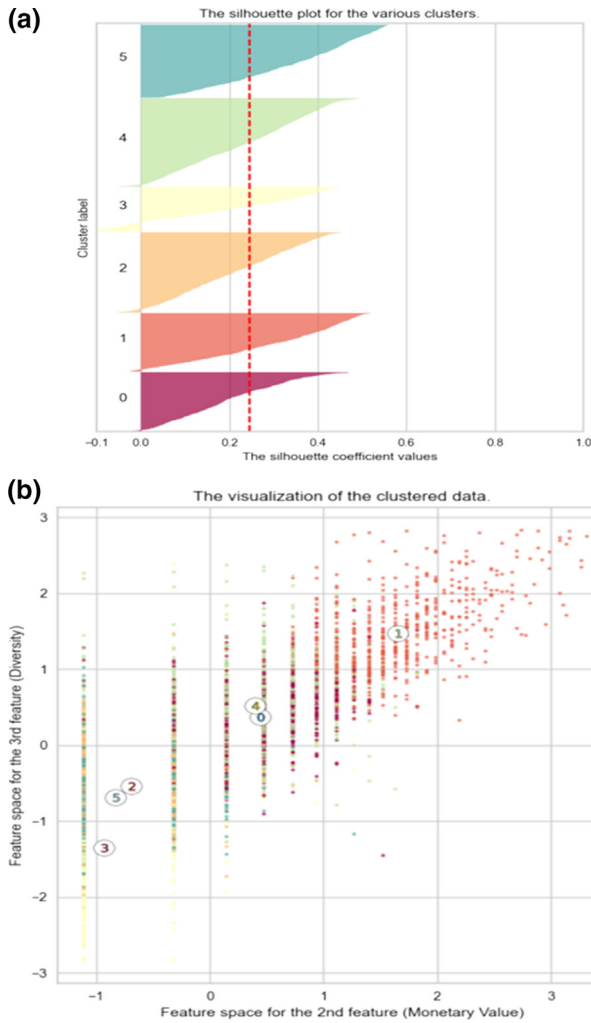 (a)
The silhouette plot for the various clusters.
5
4
3
2
1
0
Cluster label
-0.1 0.0 0.2 0.4 0.6 0.8 1.0
The silhouette coefficient values
(b)
The visualization of the clustered data.
3
2
1
0
−1
−2
−3
Feature space for the 3rd feature (Diversity)
1
4
0
2
5
3
−1 0 1 2 3
Feature space for the 2nd feature (Monetary Value)